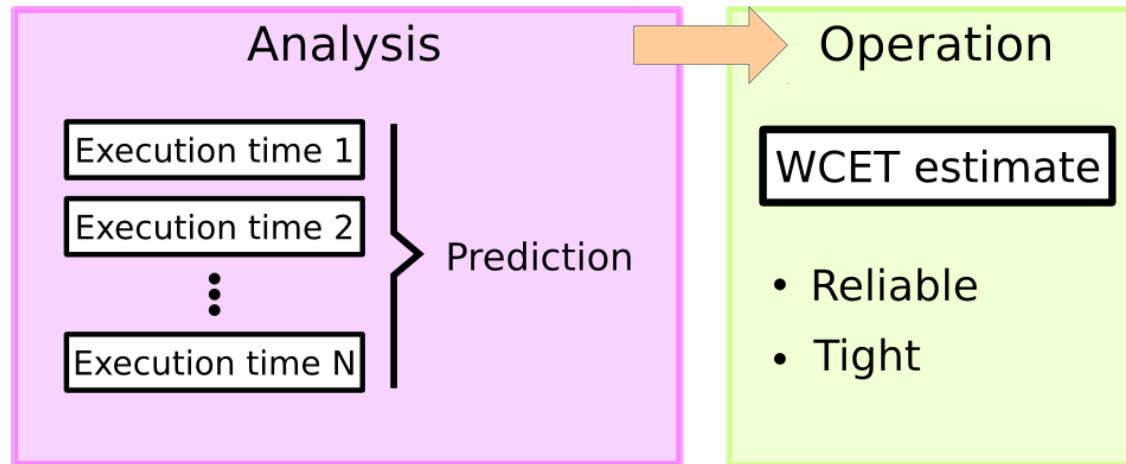 Analysis
Execution time 1
Execution time 2
Execution time N
Prediction
Operation
WCET estimate
• Reliable
• Tight